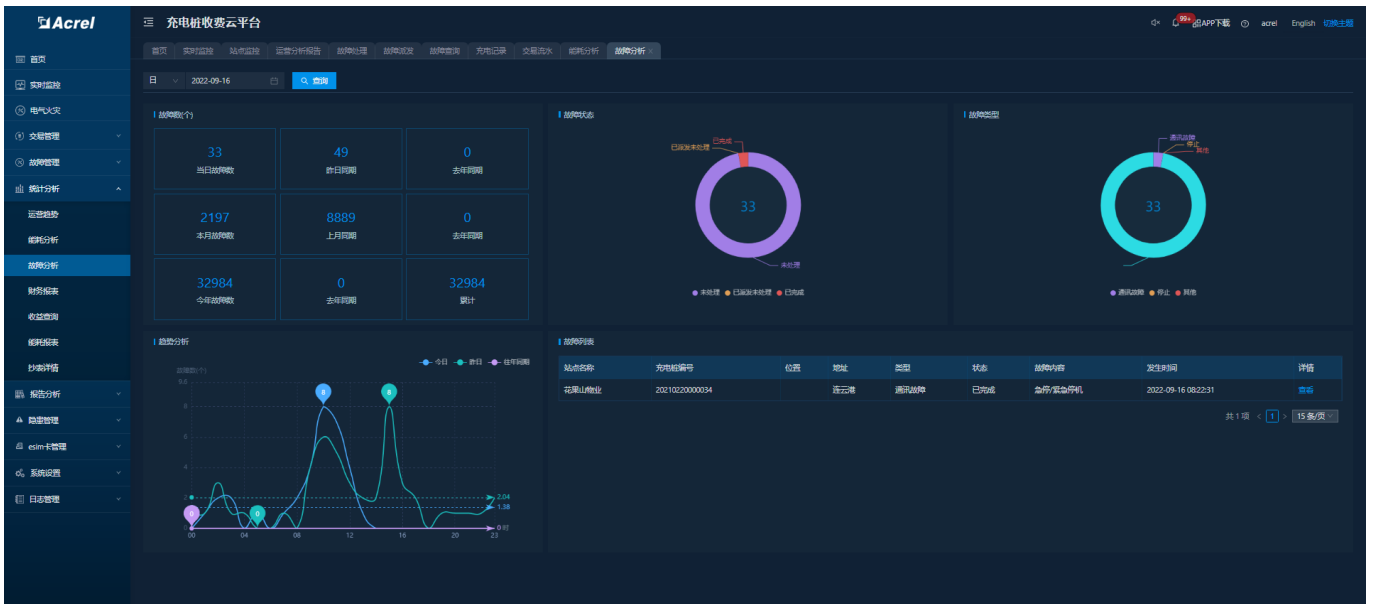 Acrel
充电桩收费云平台
99+
APP下载
acrel
English
切换主题
首页
实时监控
电气火灾
交易管理
故障管理
统计分析
运营趋势
能耗分析
故障分析
财务报表
收益查询
能耗报表
抄表详情
报告分析
隐患管理
esim卡管理
系统设置
日志管理
首页 实时监控 站点监控 运营分析报告 故障处理 故障派发 故障查询 充电记录 交易流水 能耗分析 故障分析 ×
日 2022-09-16 查询
故障数(个)
33 49 0
当日故障数 昨日同期 去年同期
2197 8889 0
本月故障数 上月同期 去年同期
32984 0 32984
今年故障数 去年同期 累计
故障状态
已完成
已派发未处理
33
未处理
未处理 已派发未处理 已完成
故障类型
通讯故障
停止
其他
33
通讯故障 停止 其他
趋势分析
今日 昨日 往年同期
故障数(个)
9.6
8
6
4
2
0
8 8
0 0
2.04
1.38
0 时
00 04 08 12 16 20 23
故障列表
站点名称 充电桩编号 位置 地址 类型 状态 故障内容 发生时间 详情
花果山物业 20210220000034 连云港 通讯故障 已完成 急停/紧急停机 2022-09-16 08:22:31 查看
共 1 项 < 1 > 15 条/页